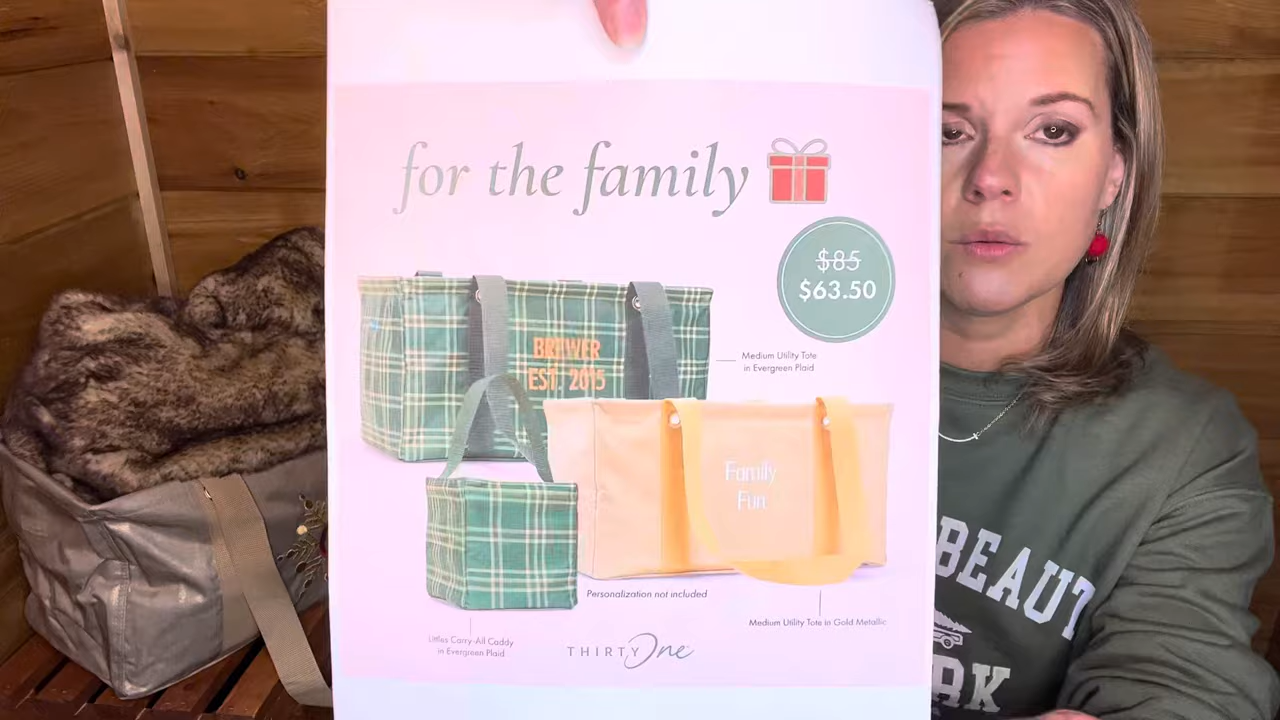 for the family
$85
$63.50
BREWER
EST. 2015
Medium Utility Tote
in Evergreen Plaid
Family
Fun
Personalization not included
Medium Utility Tote in Gold Metallic
Littles Carry-All Caddy
in Evergreen Plaid
THIRTY One
BEAUT
RK